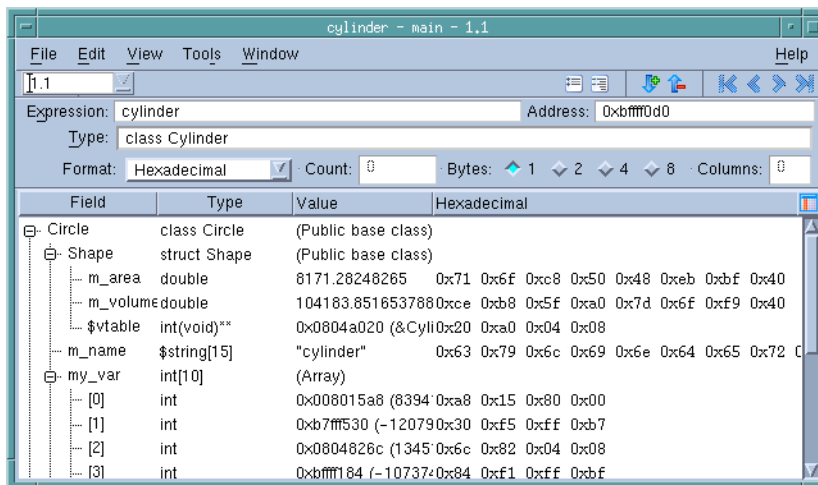 cylinder - main - 1.1
File Edit View Tools Window Help
1.1
Expression: cylinder Address: 0xbffff0d0
Type: class Cylinder
Format: Hexadecimal Count: 0 Bytes: 1 2 4 8 Columns: 0
Field Type Value Hexadecimal
Circle class Circle (Public base class)
Shape struct Shape (Public base class)
m_area double 8171.28248265 0x71 0x6f 0xc8 0x50 0x48 0xeb 0xbf 0x40
m_volume double 104183.851653788 0xce 0xb8 0x5f 0xa0 0x7d 0x6f 0xf9 0x40
$vtable int(void)** 0x0804a020 (&Cyli 0x20 0xa0 0x04 0x08
m_name $string[15] "cylinder" 0x63 0x79 0x6c 0x69 0x6e 0x64 0x65 0x72 0
my_var int[10] (Array)
[0] int 0x008015a8 (8394 0xa8 0x15 0x80 0x00
[1] int 0xb7fff530 (-12079 0x30 0xf5 0xff 0xb7
[2] int 0x0804826c (1345 0x6c 0x82 0x04 0x08
[3] int 0xbffff184 (-10737 0x84 0xf1 0xff 0xbf